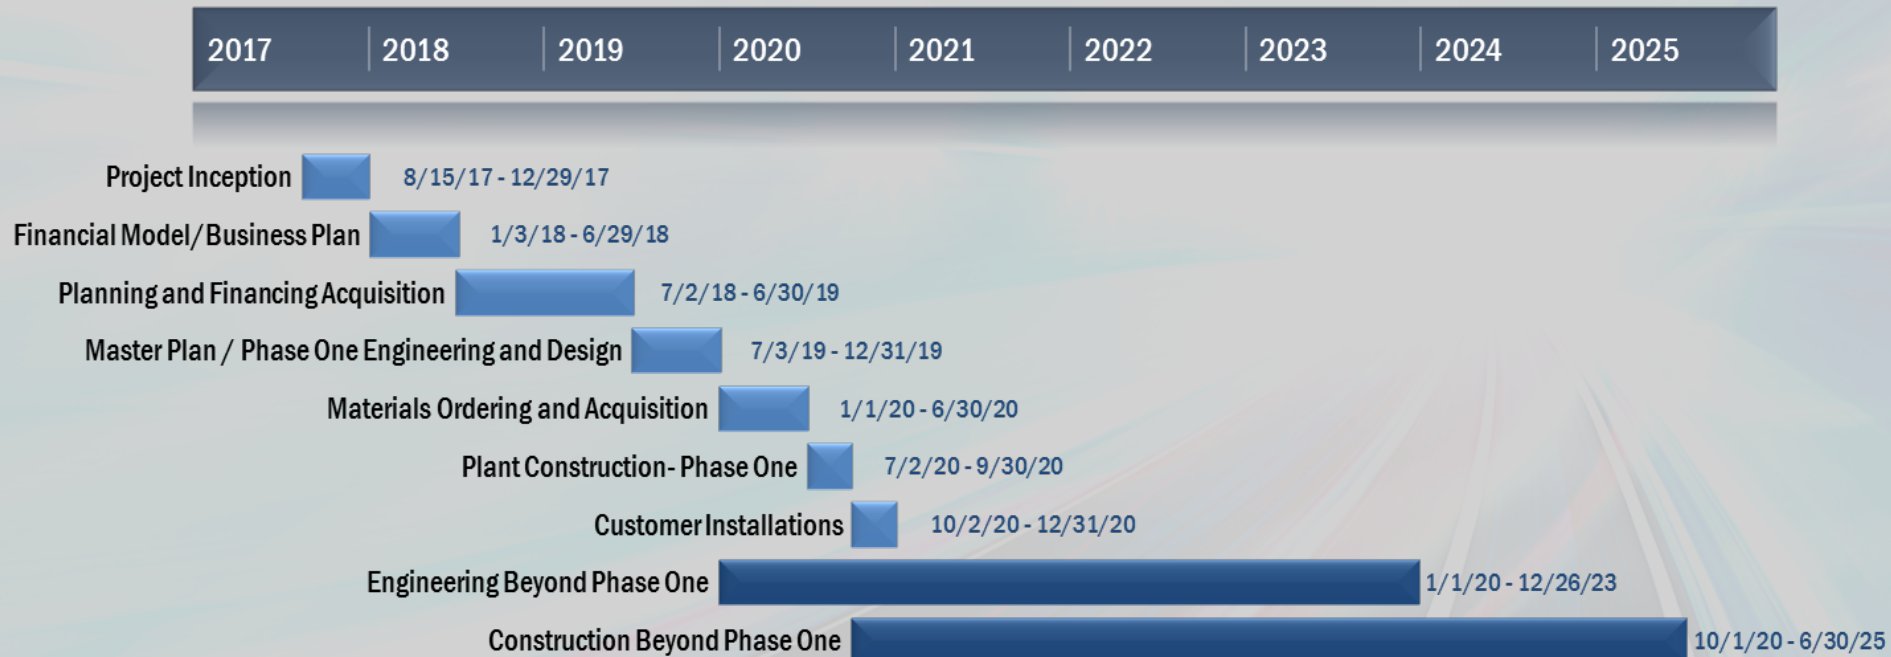 2017 2018 2019 2020 2021 2022 2023 2024 2025
Project Inception 8/15/17 - 12/29/17
Financial Model/Business Plan 1/3/18 - 6/29/18
Planning and Financing Acquisition 7/2/18 - 6/30/19
Master Plan / Phase One Engineering and Design 7/3/19 - 12/31/19
Materials Ordering and Acquisition 1/1/20 - 6/30/20
Plant Construction- Phase One 7/2/20 - 9/30/20
Customer Installations 10/2/20 - 12/31/20
Engineering Beyond Phase One 1/1/20 - 12/26/23
Construction Beyond Phase One 10/1/20 - 6/30/25